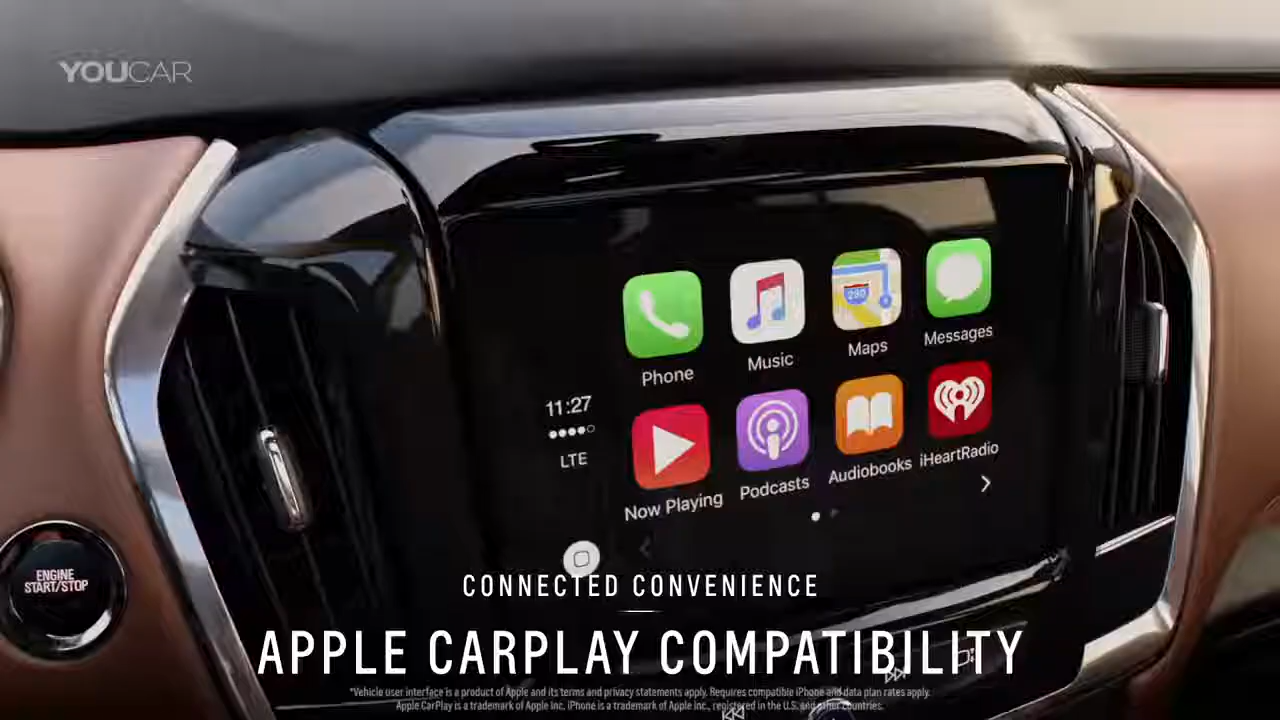 YOUCAR
Phone
Music
Maps
280
Messages
11:27
LTE
Now Playing
Podcasts
Audiobooks
iHeartRadio
ENGINE
START/STOP
CONNECTED CONVENIENCE
APPLE CARPLAY COMPATIBILITY
*Vehicle user interface is a product of Apple and its terms and privacy statements apply. Requires compatible iPhone and data plan rates apply.
Apple CarPlay is a trademark of Apple Inc. iPhone is a trademark of Apple Inc., registered in the U.S. and other countries.